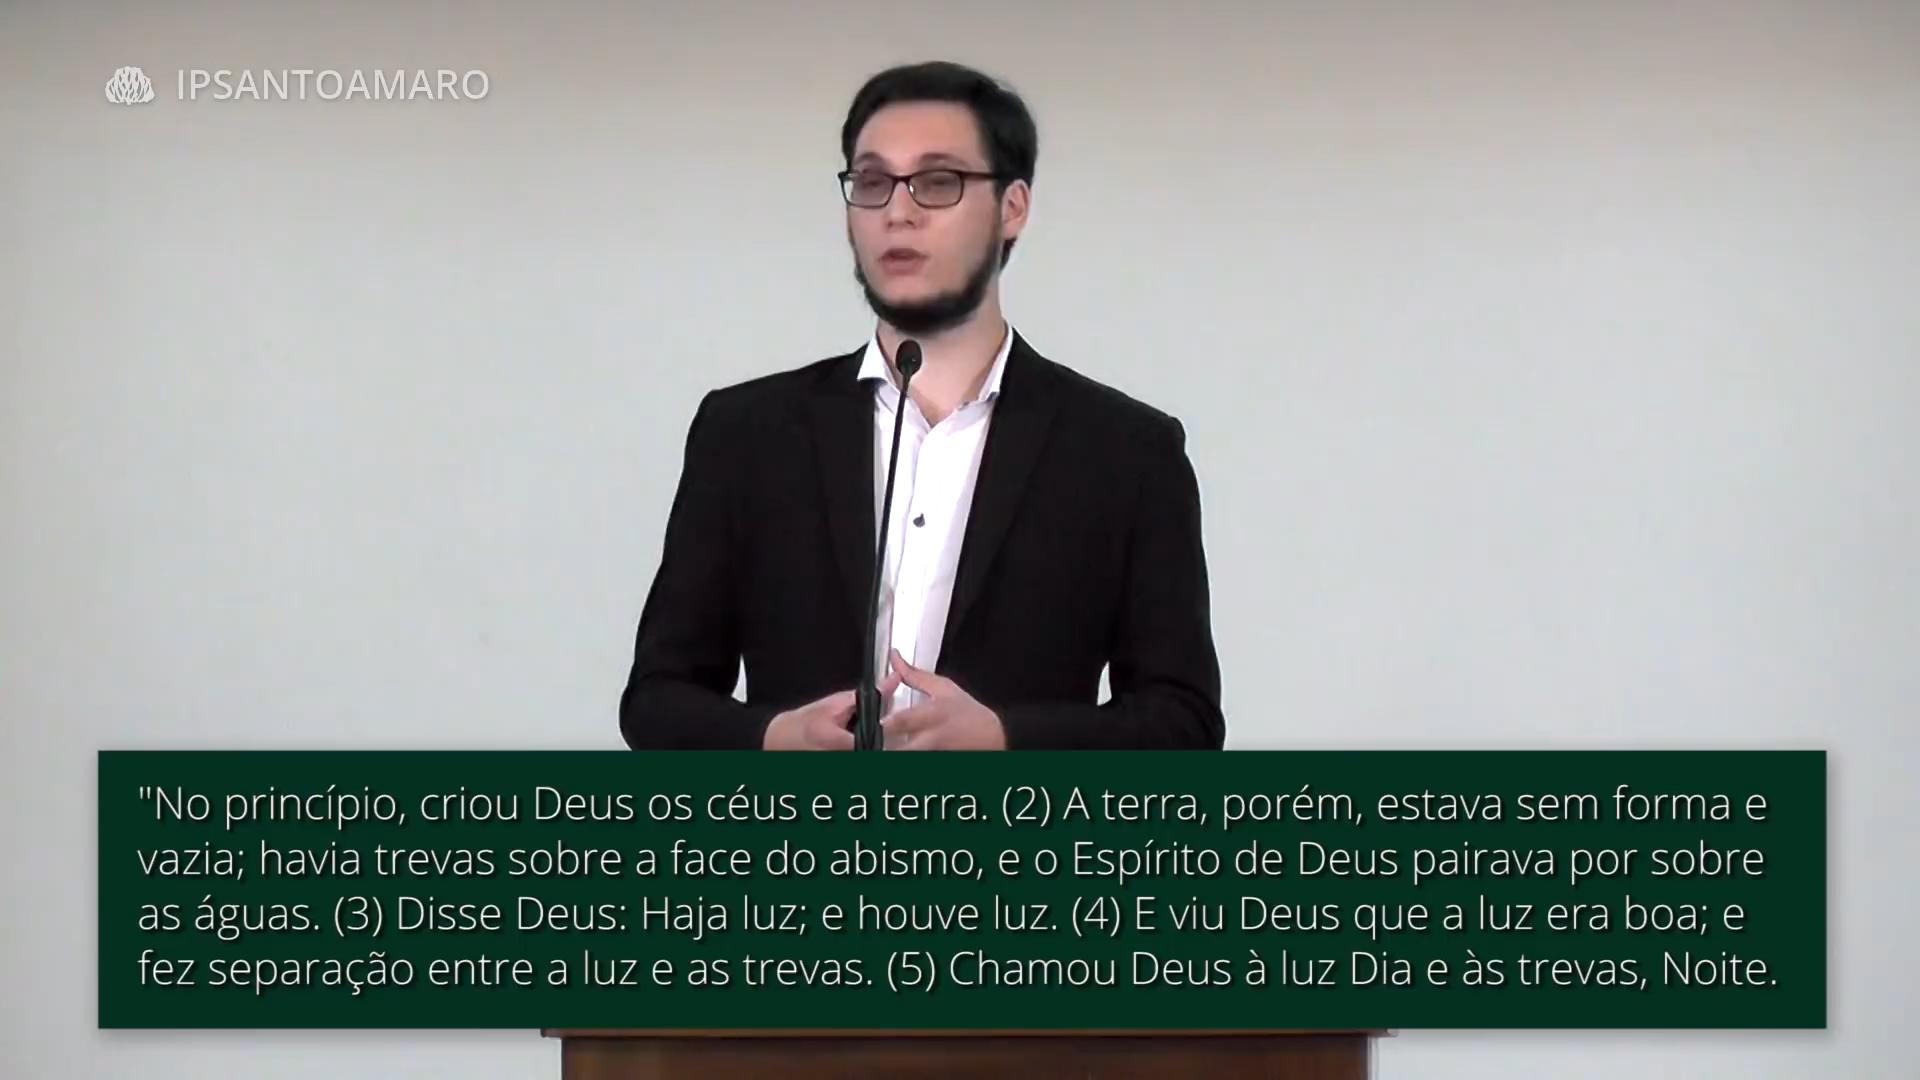 IPSANTOAMARO
"No princípio, criou Deus os céus e a terra. (2) A terra, porém, estava sem forma e
vazia; havia trevas sobre a face do abismo, e o Espírito de Deus pairava por sobre
as águas. (3) Disse Deus: Haja luz; e houve luz. (4) E viu Deus que a luz era boa; e
fez separação entre a luz e as trevas. (5) Chamou Deus à luz Dia e às trevas, Noite.